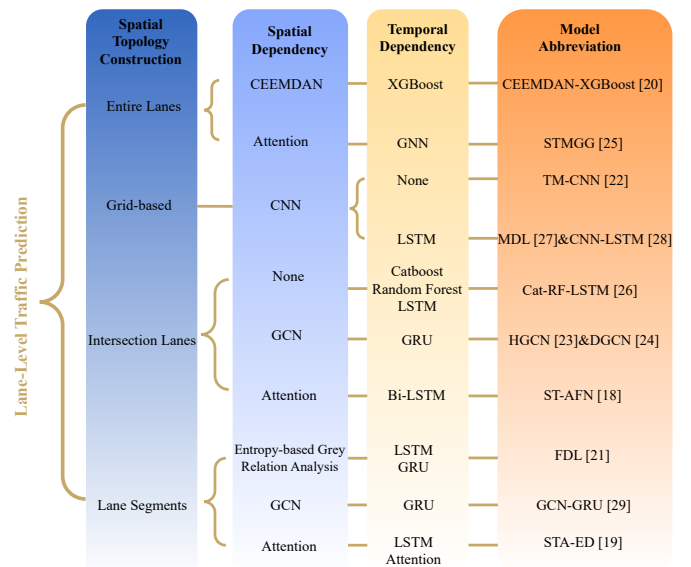 Spatial
Topology
Construction
Spatial
Dependency
Temporal
Dependency
Model
Abbreviation
Lane-Level Traffic Prediction
Entire Lanes
CEEMDAN
XGBoost
CEEMDAN-XGBoost [20]
Attention
GNN
STMGG [25]
Grid-based
CNN
None
TM-CNN [22]
LSTM
MDL [27]&CNN-LSTM [28]
Intersection Lanes
None
Catboost
Random Forest
LSTM
Cat-RF-LSTM [26]
GCN
GRU
HGCN [23]&DGCN [24]
Attention
Bi-LSTM
ST-AFN [18]
Lane Segments
Entropy-based Grey
Relation Analysis
LSTM
GRU
FDL [21]
GCN
GRU
GCN-GRU [29]
Attention
LSTM
Attention
STA-ED [19]